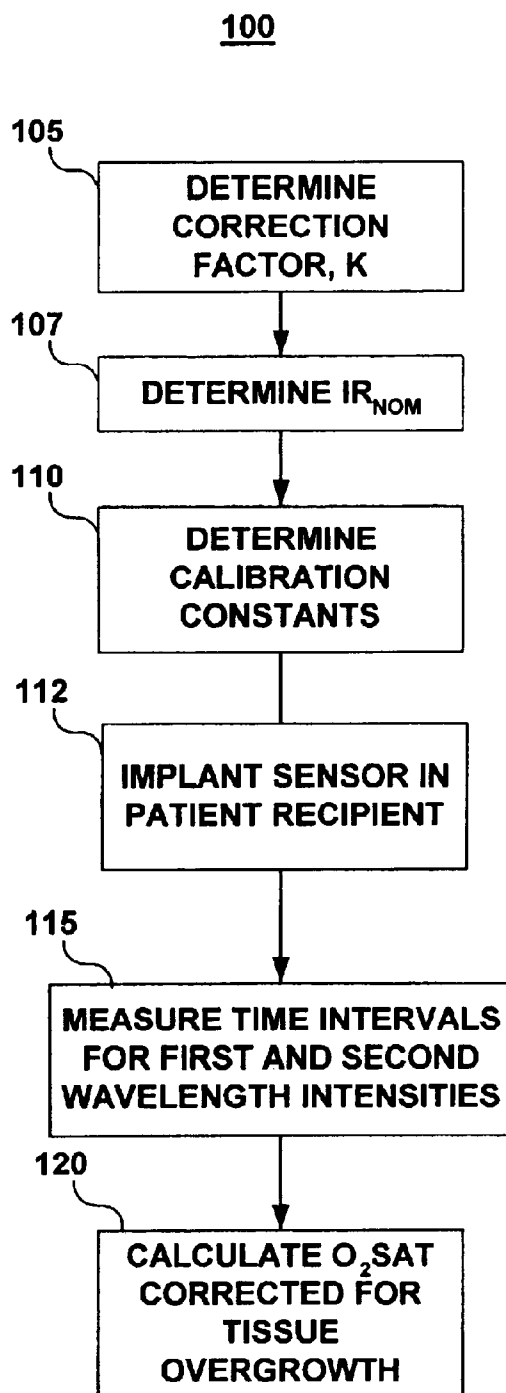 100
105
DETERMINE
CORRECTION
FACTOR, K
107
DETERMINE IR_NOM
110
DETERMINE
CALIBRATION
CONSTANTS
112
IMPLANT SENSOR IN
PATIENT RECIPIENT
115
MEASURE TIME INTERVALS
FOR FIRST AND SECOND
WAVELENGTH INTENSITIES
120
CALCULATE O₂SAT
CORRECTED FOR
TISSUE
OVERGROWTH